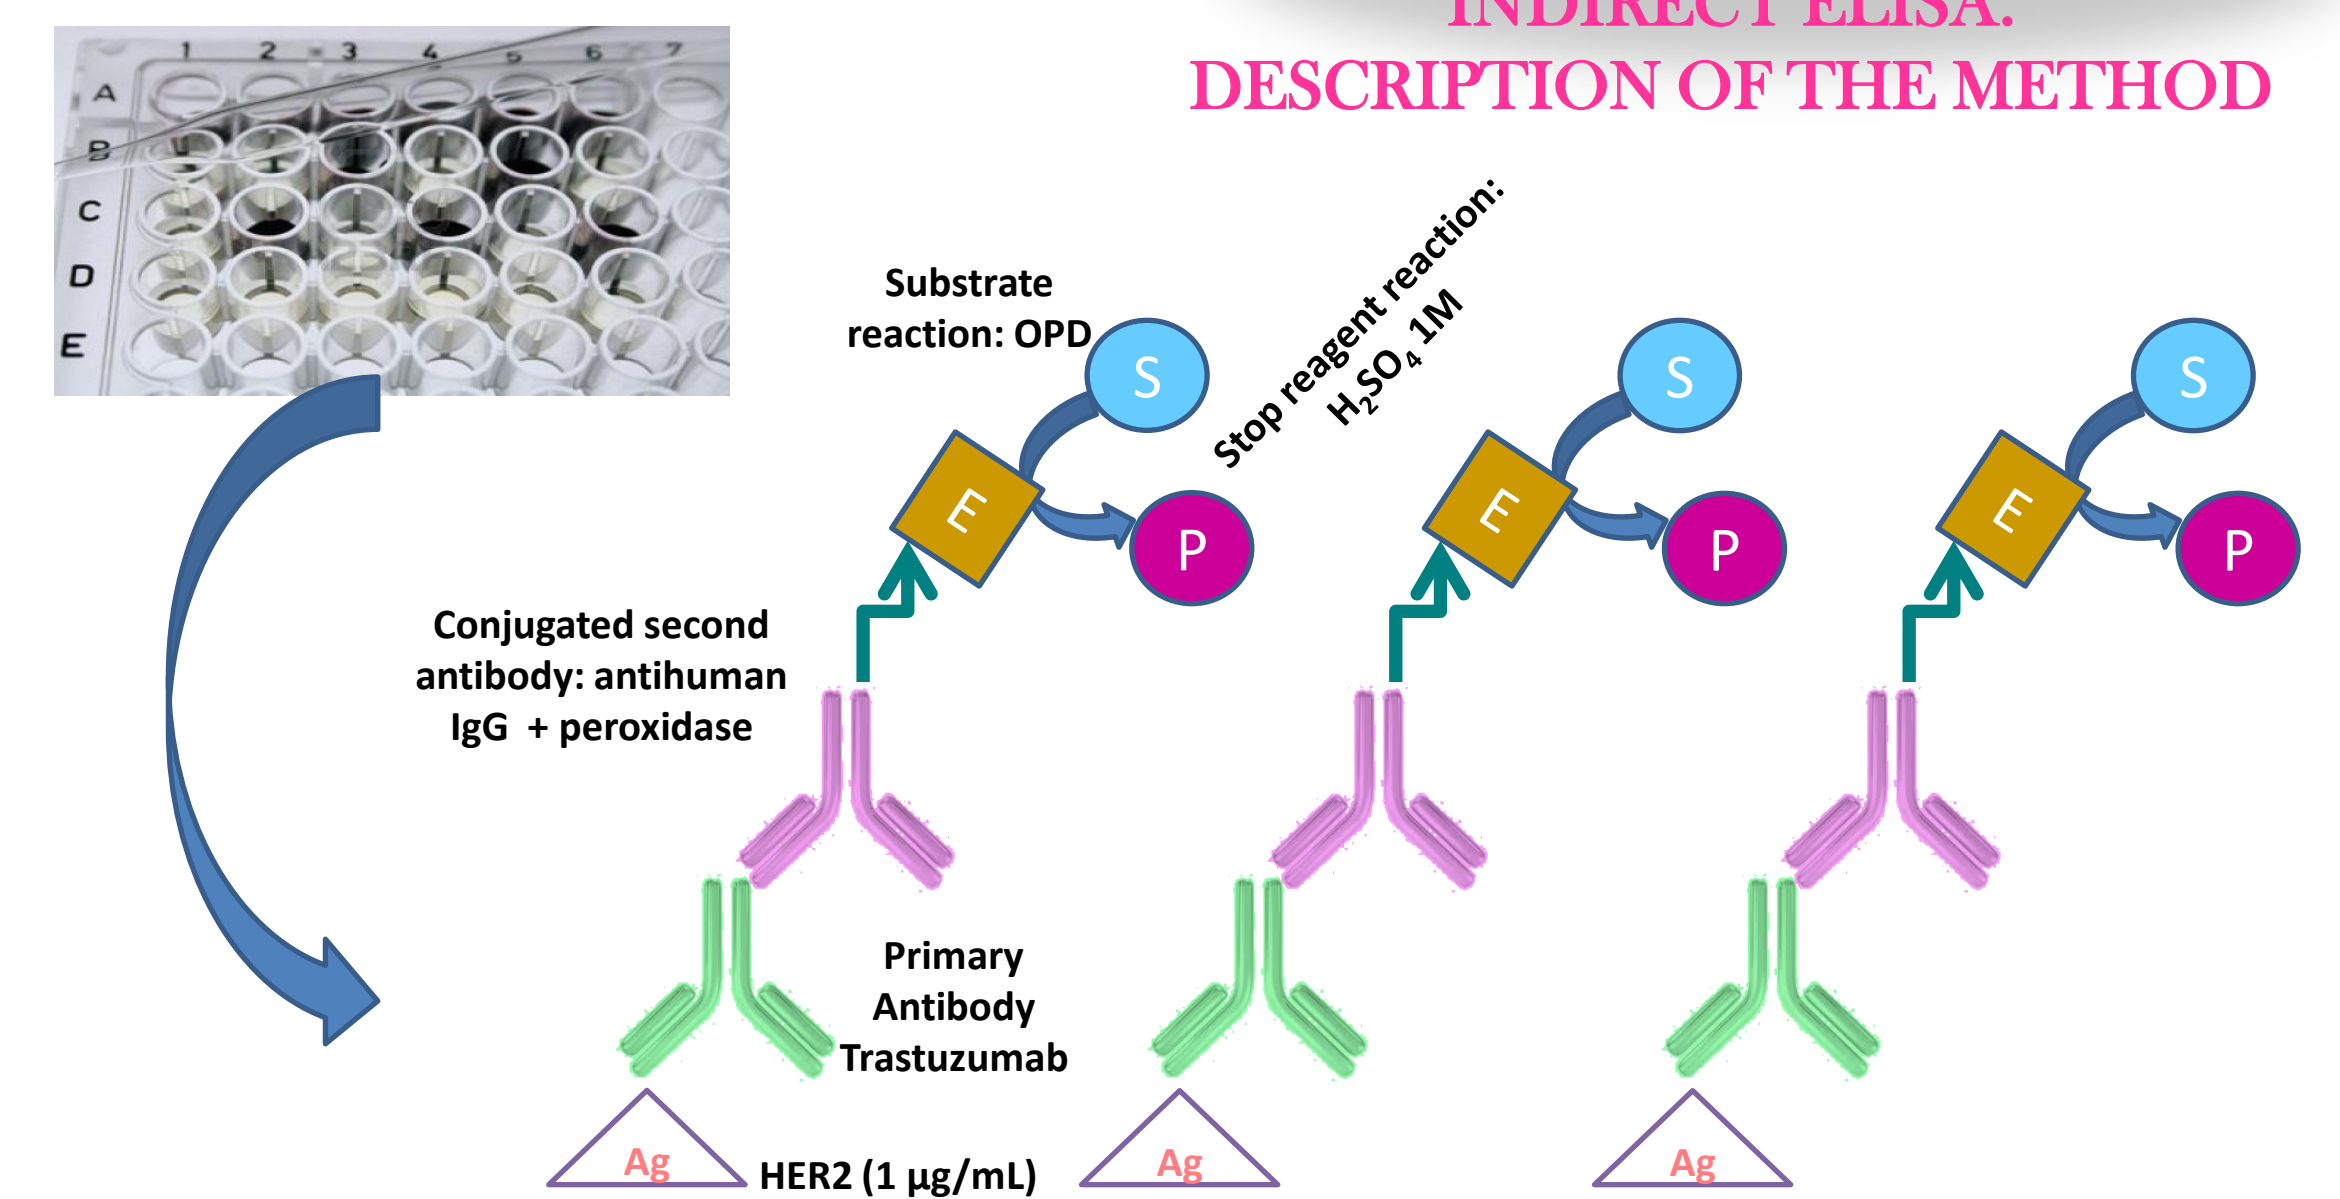 INDIRECT ELISA.
DESCRIPTION OF THE METHOD
1 2 3 4 5 6 7
A
B
C
D
E
Substrate
reaction: OPD
Stop reagent reaction:
H₂SO₄ 1M
S
S
S
E
E
E
P
P
P
Conjugated second
antibody: antihuman
IgG + peroxidase
Primary
Antibody
Trastuzumab
Ag
HER2 (1 µg/mL)
Ag
Ag